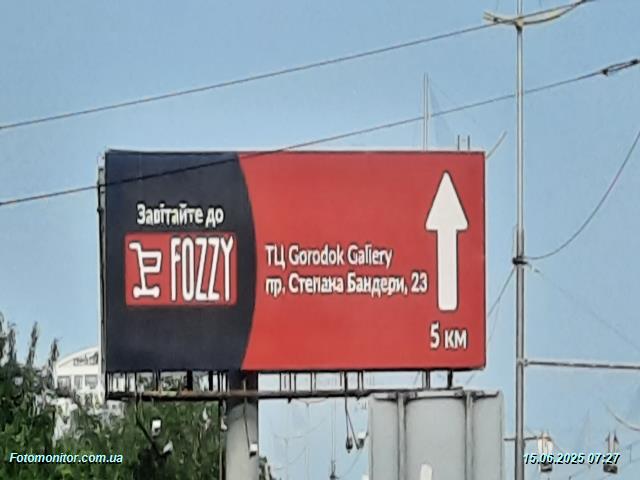 Завітайте до
FOZZY
ТЦ Gorodok Gallery
пр. Степана Бандери, 23
5 км
Fotomonitor.com.ua
15.06.2025 07:27